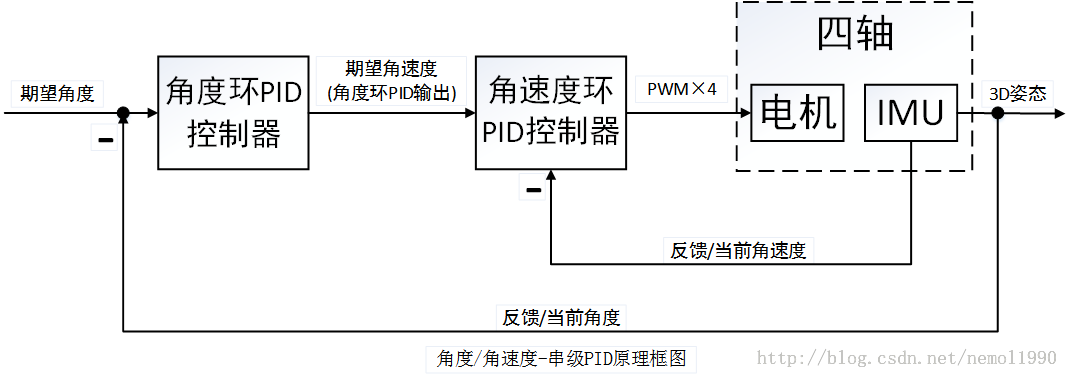 四轴
期望角度
角度环PID
控制器
期望角速度
(角度环PID输出)
角速度环
PID控制器
PWM×4
电机
IMU
3D姿态
反馈/当前角速度
反馈/当前角度
角度/角速度-串级PID原理框图
http://blog.csdn.net/nemol1990